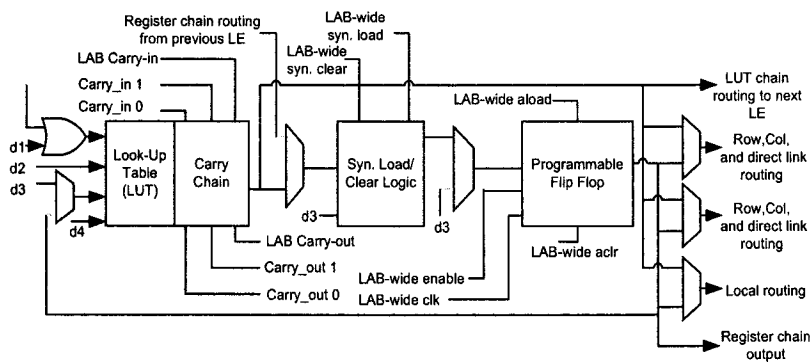 Register chain routing
from previous LE
LAB-wide
syn. load
LAB-wide
syn. clear
LAB Carry-in
Carry_in 1
Carry_in 0
LUT chain
routing to next
LE
LAB-wide aload
d1
d2
d3
d4
Look-Up
Table
(LUT)
Carry
Chain
Syn. Load/
Clear Logic
d3
d3
Programmable
Flip Flop
Row,Col,
and direct link
routing
Row,Col,
and direct link
routing
LAB Carry-out
Carry_out 1
Carry_out 0
LAB-wide enable
LAB-wide clk
LAB-wide aclr
Local routing
Register chain
output